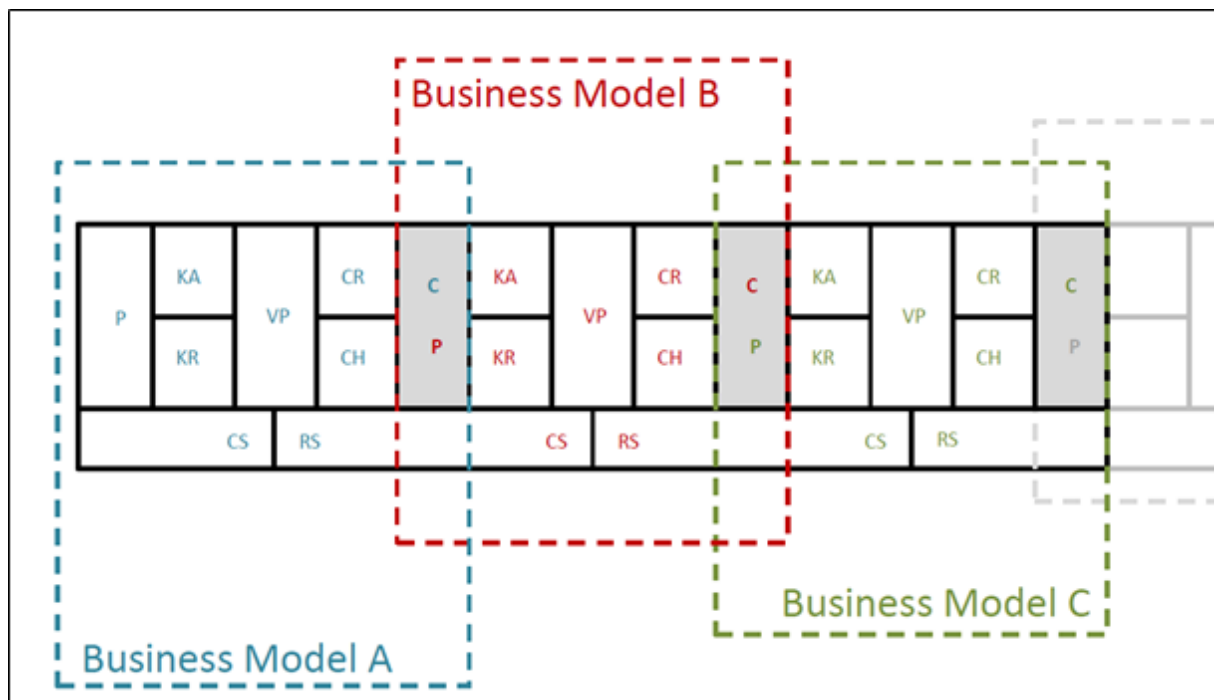 Business Model B
KA CR C KA CR C KA CR C
P VP VP VP
KR CH P KR CH P KR CH P
CS RS CS RS CS RS
Business Model C
Business Model A